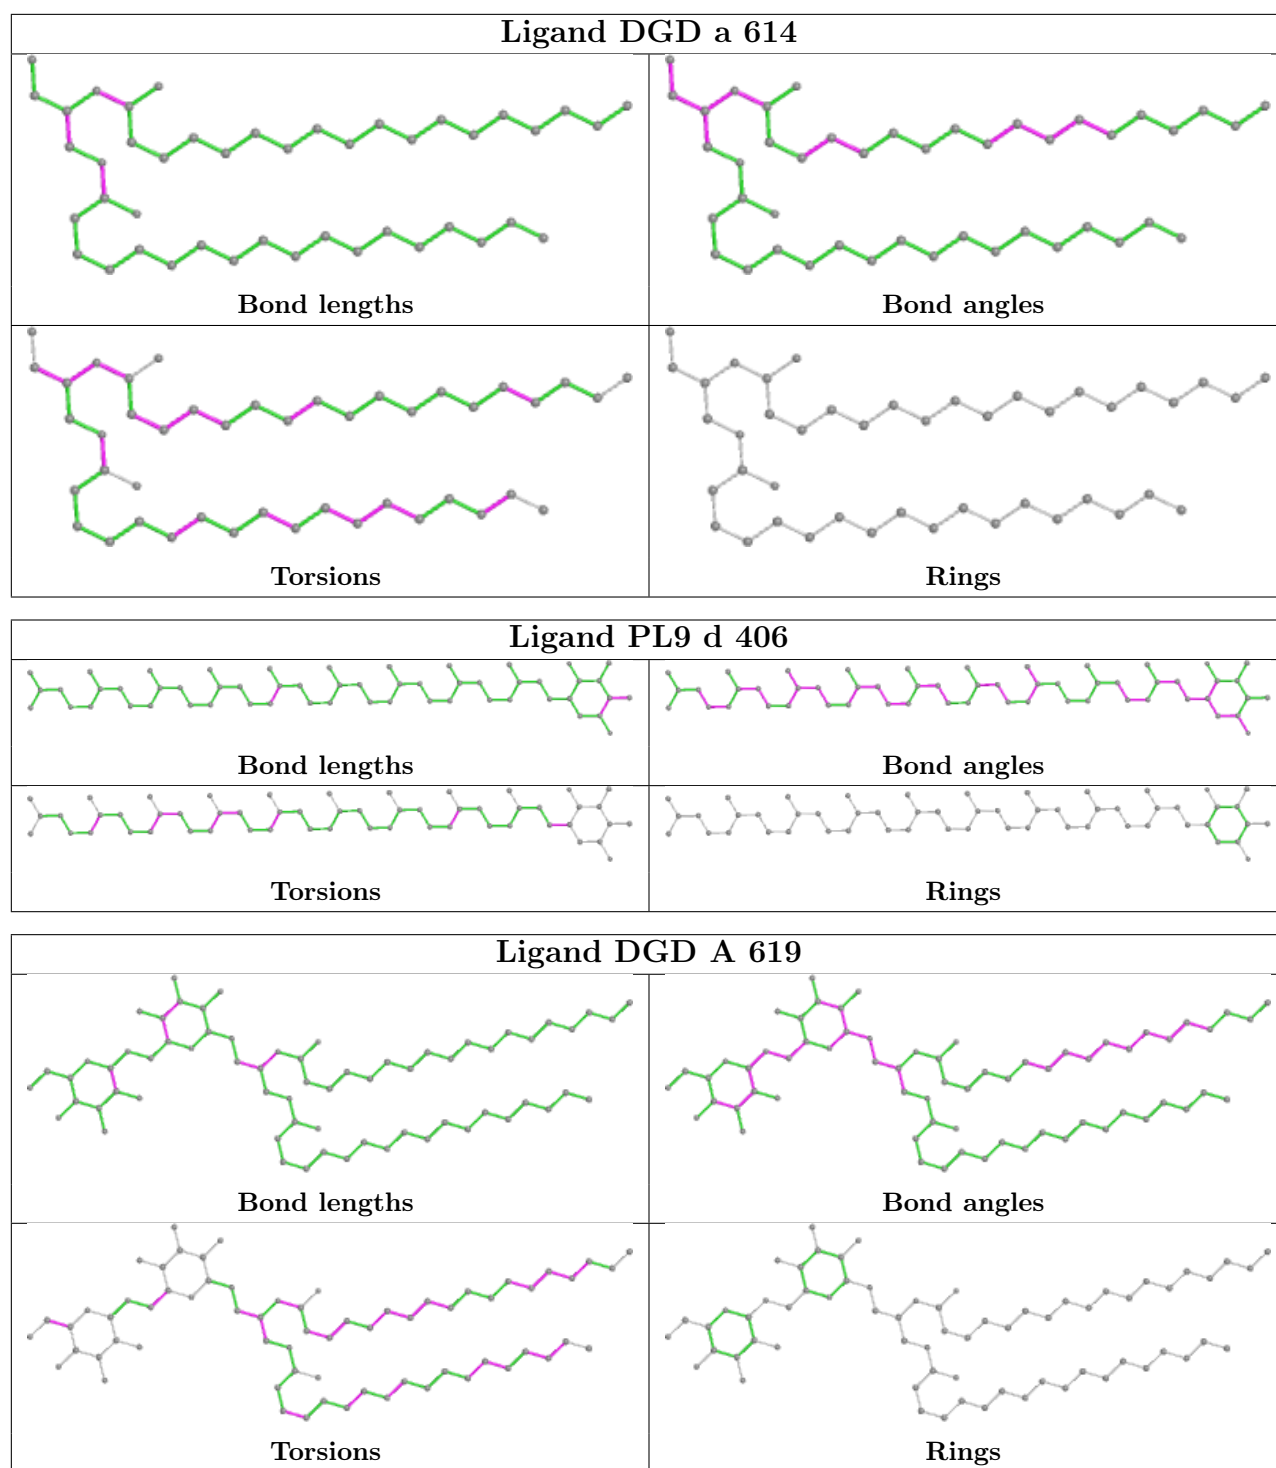 Ligand DGD a 614
Bond lengths
Bond angles
Torsions
Rings
Ligand PL9 d 406
Bond lengths
Bond angles
Torsions
Rings
Ligand DGD A 619
Bond lengths
Bond angles
Torsions
Rings